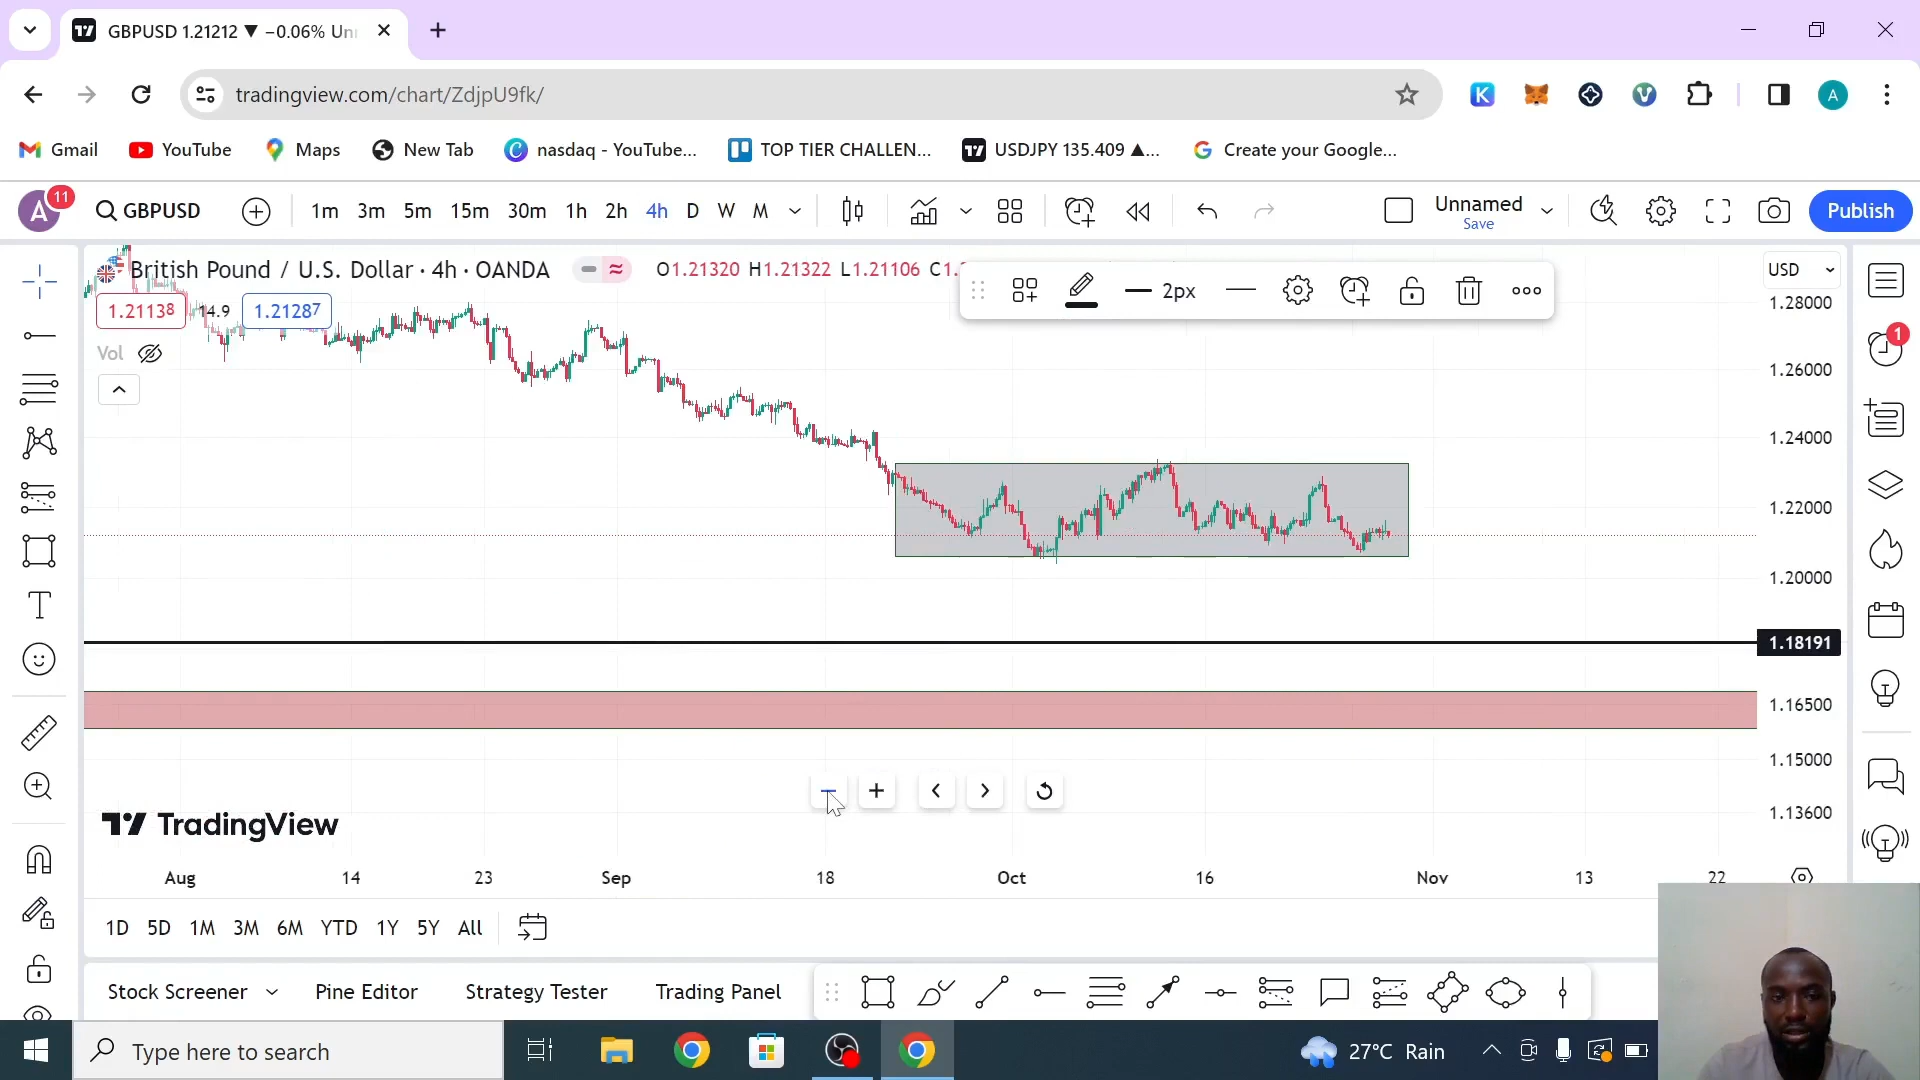 GBPUSD 1.21212 ▼ −0.06% Un
tradingview.com/chart/ZdjpU9fk/
Gmail YouTube Maps New Tab nasdaq - YouTube... TOP TIER CHALLEN... USDJPY 135.409 ▲... Create your Google...
A 11 GBPUSD 1m 3m 5m 15m 30m 1h 2h 4h D W M Unnamed Save Publish
British Pound / U.S. Dollar · 4h · OANDA O1.21320 H1.21322 L1.21106 C1.
2px
USD
1.21138 14.9 1.21287
Vol
1.28000
1
1.26000
1.24000
1.22000
1.20000
1.18191
1.16500
1.15000
1.13600
TradingView
Aug 14 23 Sep 18 Oct 16 Nov 13 22
1D 5D 1M 3M 6M YTD 1Y 5Y All
Stock Screener Pine Editor Strategy Tester Trading Panel
Type here to search 27°C Rain